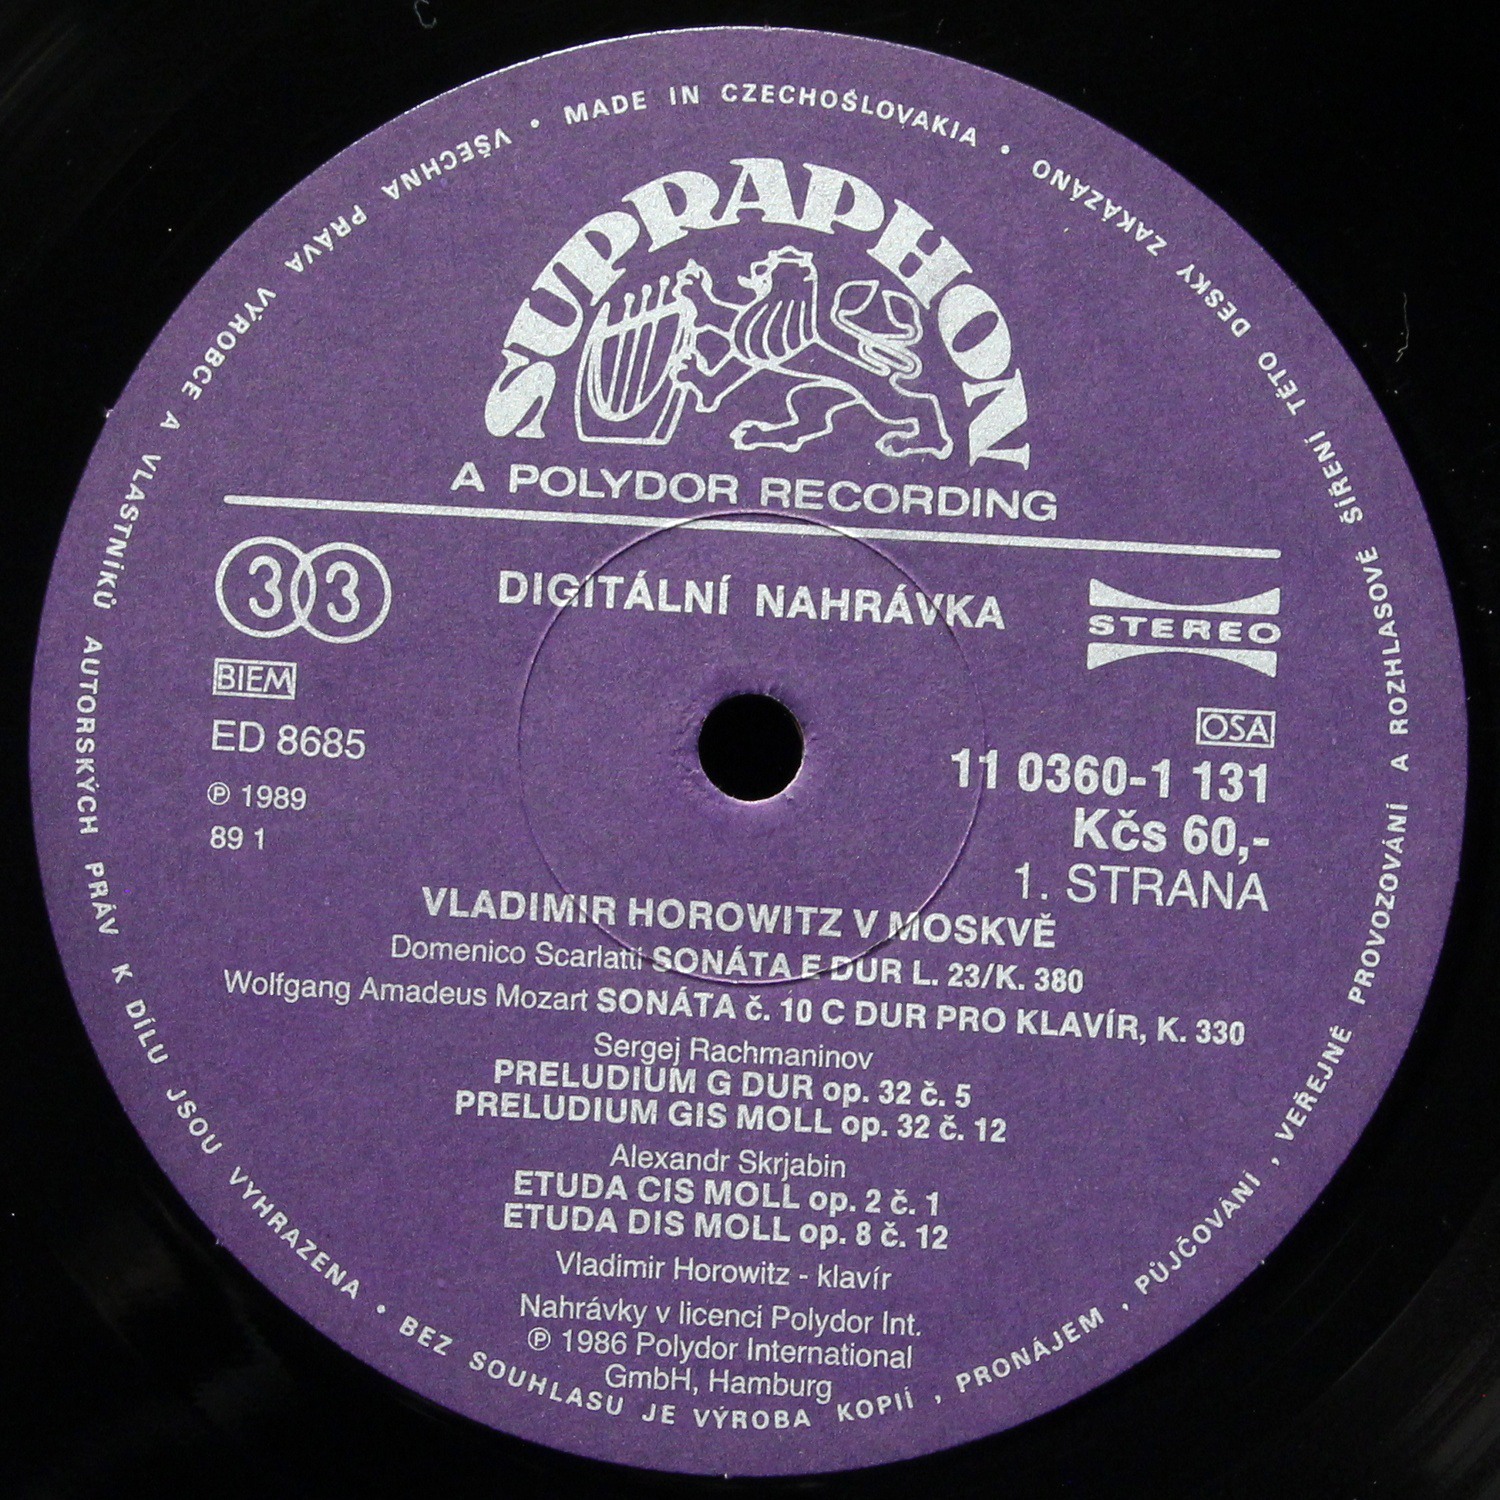 VŠECHNA PRÁVA VÝROBCE A VLASTNÍKŮ AUTORSKÝCH PRÁV K DÍLU JSOU VYHRAZENA • BEZ SOUHLASU JE VÝROBA KOPIÍ , PRONÁJEM , PŮJČOVÁNÍ , VEŘEJNÉ PROVOZOVÁNÍ A ROZHLASOVÉ ŠÍŘENÍ TÉTO DESKY ZAKÁZÁNO • MADE IN CZECHOŠLOVAKIA •
SUPRAPHON
A POLYDOR RECORDING
33
DIGITÁLNÍ NAHRÁVKA
STEREO
BIEM
ED 8685
℗ 1989
89 1
OSA
11 0360-1 131
Kčs 60,-
1. STRANA
VLADIMIR HOROWITZ V MOSKVĚ
Domenico Scarlatti SONÁTA E DUR L. 23/K. 380
Wolfgang Amadeus Mozart SONÁTA č. 10 C DUR PRO KLAVÍR, K. 330
Sergej Rachmaninov
PRELUDIUM G DUR op. 32 č. 5
PRELUDIUM GIS MOLL op. 32 č. 12
Alexandr Skrjabin
ETUDA CIS MOLL op. 2 č. 1
ETUDA DIS MOLL op. 8 č. 12
Vladimir Horowitz - klavír
Nahrávky v licenci Polydor Int.
℗ 1986 Polydor International
GmbH, Hamburg